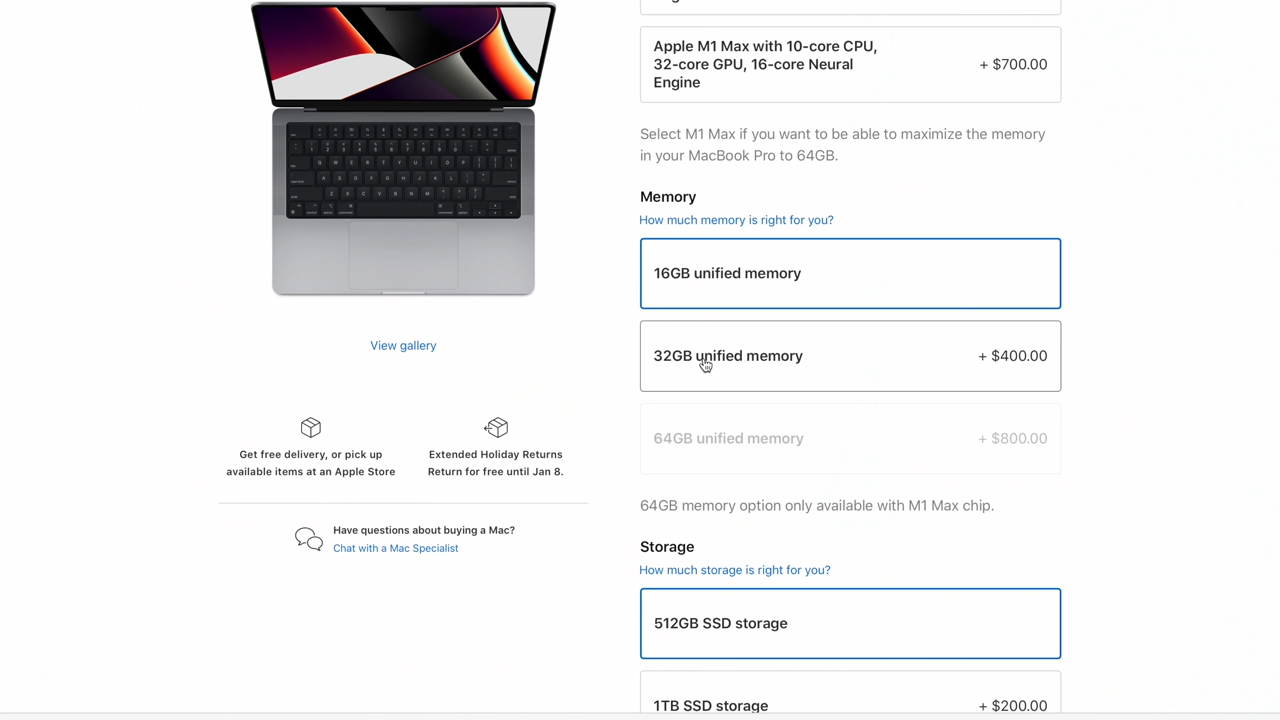 Apple M1 Max with 10-core CPU,
32-core GPU, 16-core Neural
Engine
+ $700.00
Select M1 Max if you want to be able to maximize the memory
in your MacBook Pro to 64GB.
Memory
How much memory is right for you?
16GB unified memory
32GB unified memory
+ $400.00
64GB unified memory
+ $800.00
64GB memory option only available with M1 Max chip.
Storage
How much storage is right for you?
512GB SSD storage
1TB SSD storage
+ $200.00
View gallery
Get free delivery, or pick up
available items at an Apple Store
Extended Holiday Returns
Return for free until Jan 8.
Have questions about buying a Mac?
Chat with a Mac Specialist